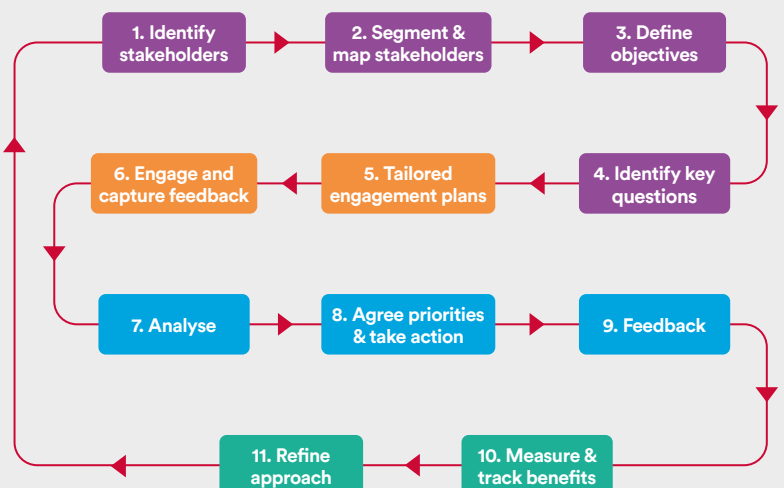 1. Identify
stakeholders
2. Segment &
map stakeholders
3. Define
objectives
4. Identify key
questions
5. Tailored
engagement plans
6. Engage and
capture feedback
7. Analyse
8. Agree priorities
& take action
9. Feedback
10. Measure &
track benefits
11. Refine
approach